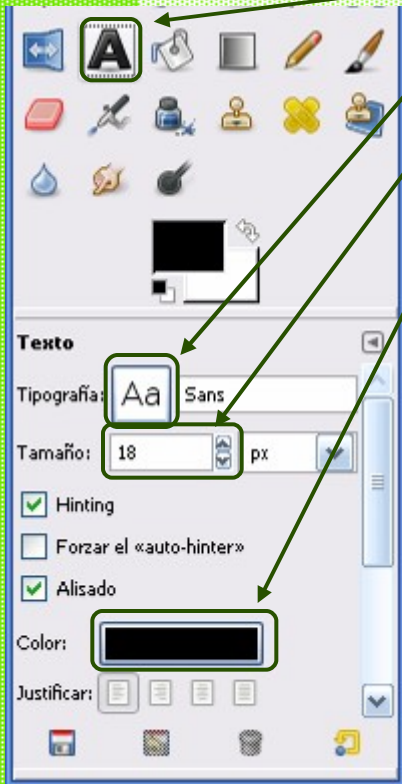 A
Texto
Tipografía: Aa Sans
Tamaño: 18 px
Hinting
Forzar el «auto-hinter»
Alisado
Color:
Justificar: